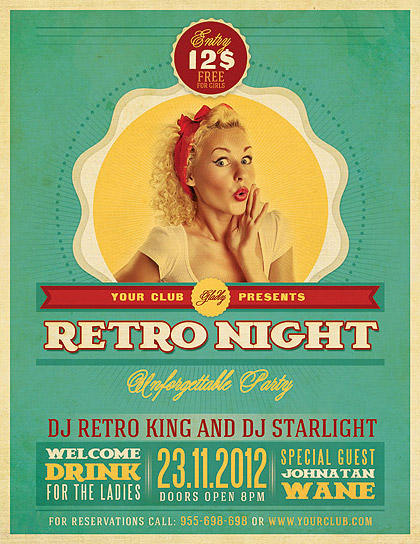 Entry
12$
FREE
FOR GIRLS
YOUR CLUB Gladly PRESENTS
RETRO NIGHT
Unforgettable Party
DJ RETRO KING AND DJ STARLIGHT
WELCOME
DRINK
FOR THE LADIES
23.11.2012
DOORS OPEN 8PM
SPECIAL GUEST
JOHNATAN
WANE
FOR RESERVATIONS CALL: 955-698-698 OR WWW.YOURCLUB.COM